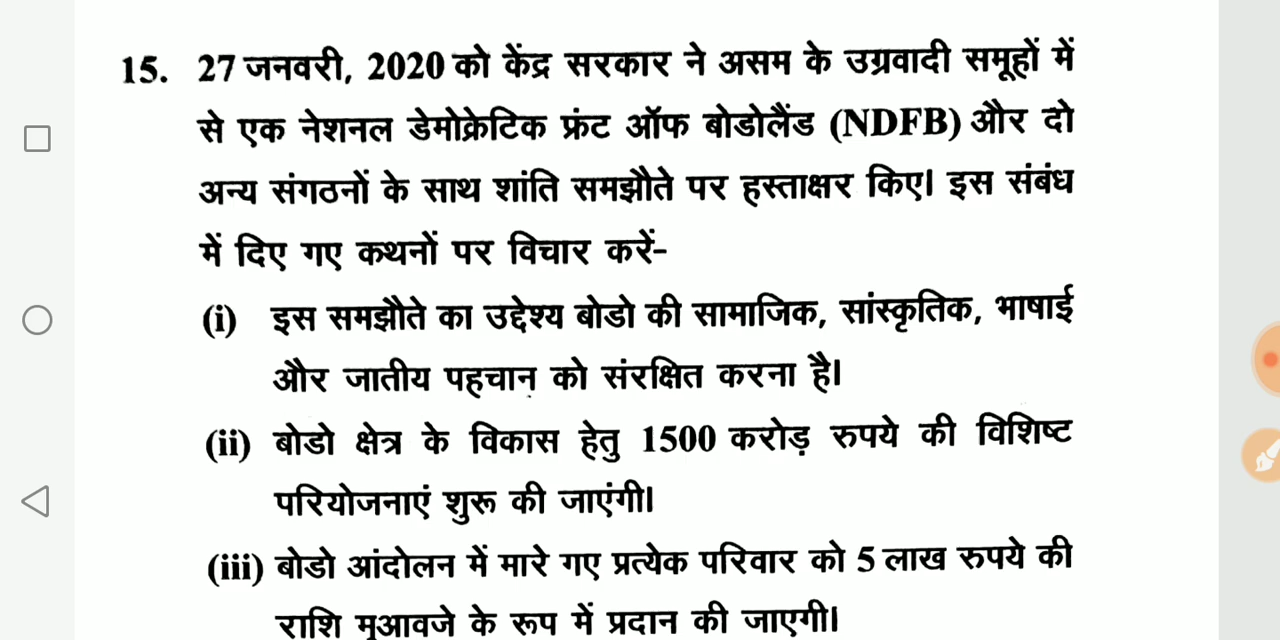 15. 27 जनवरी, 2020 को केंद्र सरकार ने असम के उग्रवादी समूहों में
से एक नेशनल डेमोक्रेटिक फ्रंट ऑफ बोडोलैंड (NDFB) और दो
अन्य संगठनों के साथ शांति समझौते पर हस्ताक्षर किए। इस संबंध
में दिए गए कथनों पर विचार करें-
(i) इस समझौते का उद्देश्य बोडो की सामाजिक, सांस्कृतिक, भाषाई
और जातीय पहचान को संरक्षित करना है।
(ii) बोडो क्षेत्र के विकास हेतु 1500 करोड़ रुपये की विशिष्ट
परियोजनाएं शुरू की जाएंगी।
(iii) बोडो आंदोलन में मारे गए प्रत्येक परिवार को 5 लाख रुपये की
राशि मुआवजे के रूप में प्रदान की जाएगी।